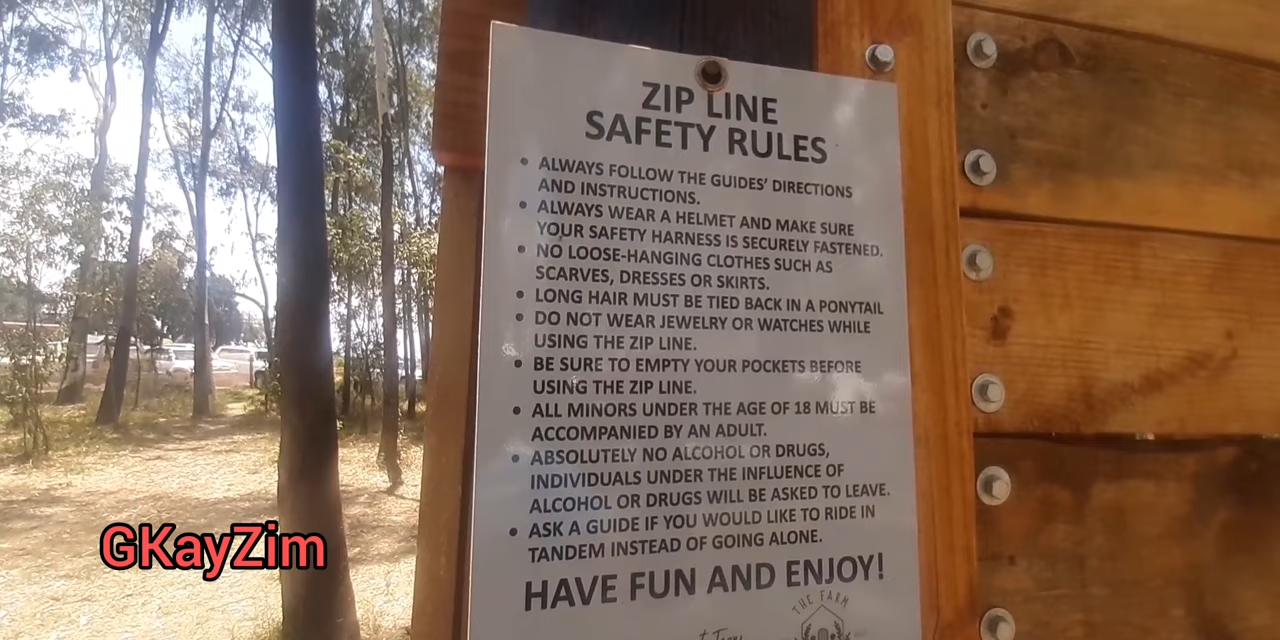 ZIP LINE
SAFETY RULES
• ALWAYS FOLLOW THE GUIDES' DIRECTIONS
AND INSTRUCTIONS.
• ALWAYS WEAR A HELMET AND MAKE SURE
YOUR SAFETY HARNESS IS SECURELY FASTENED.
• NO LOOSE-HANGING CLOTHES SUCH AS
SCARVES, DRESSES OR SKIRTS.
• LONG HAIR MUST BE TIED BACK IN A PONYTAIL
• DO NOT WEAR JEWELRY OR WATCHES WHILE
USING THE ZIP LINE.
• BE SURE TO EMPTY YOUR POCKETS BEFORE
USING THE ZIP LINE.
• ALL MINORS UNDER THE AGE OF 18 MUST BE
ACCOMPANIED BY AN ADULT.
• ABSOLUTELY NO ALCOHOL OR DRUGS,
INDIVIDUALS UNDER THE INFLUENCE OF
ALCOHOL OR DRUGS WILL BE ASKED TO LEAVE.
• ASK A GUIDE IF YOU WOULD LIKE TO RIDE IN
TANDEM INSTEAD OF GOING ALONE.
HAVE FUN AND ENJOY!
THE FARM
GKayZim